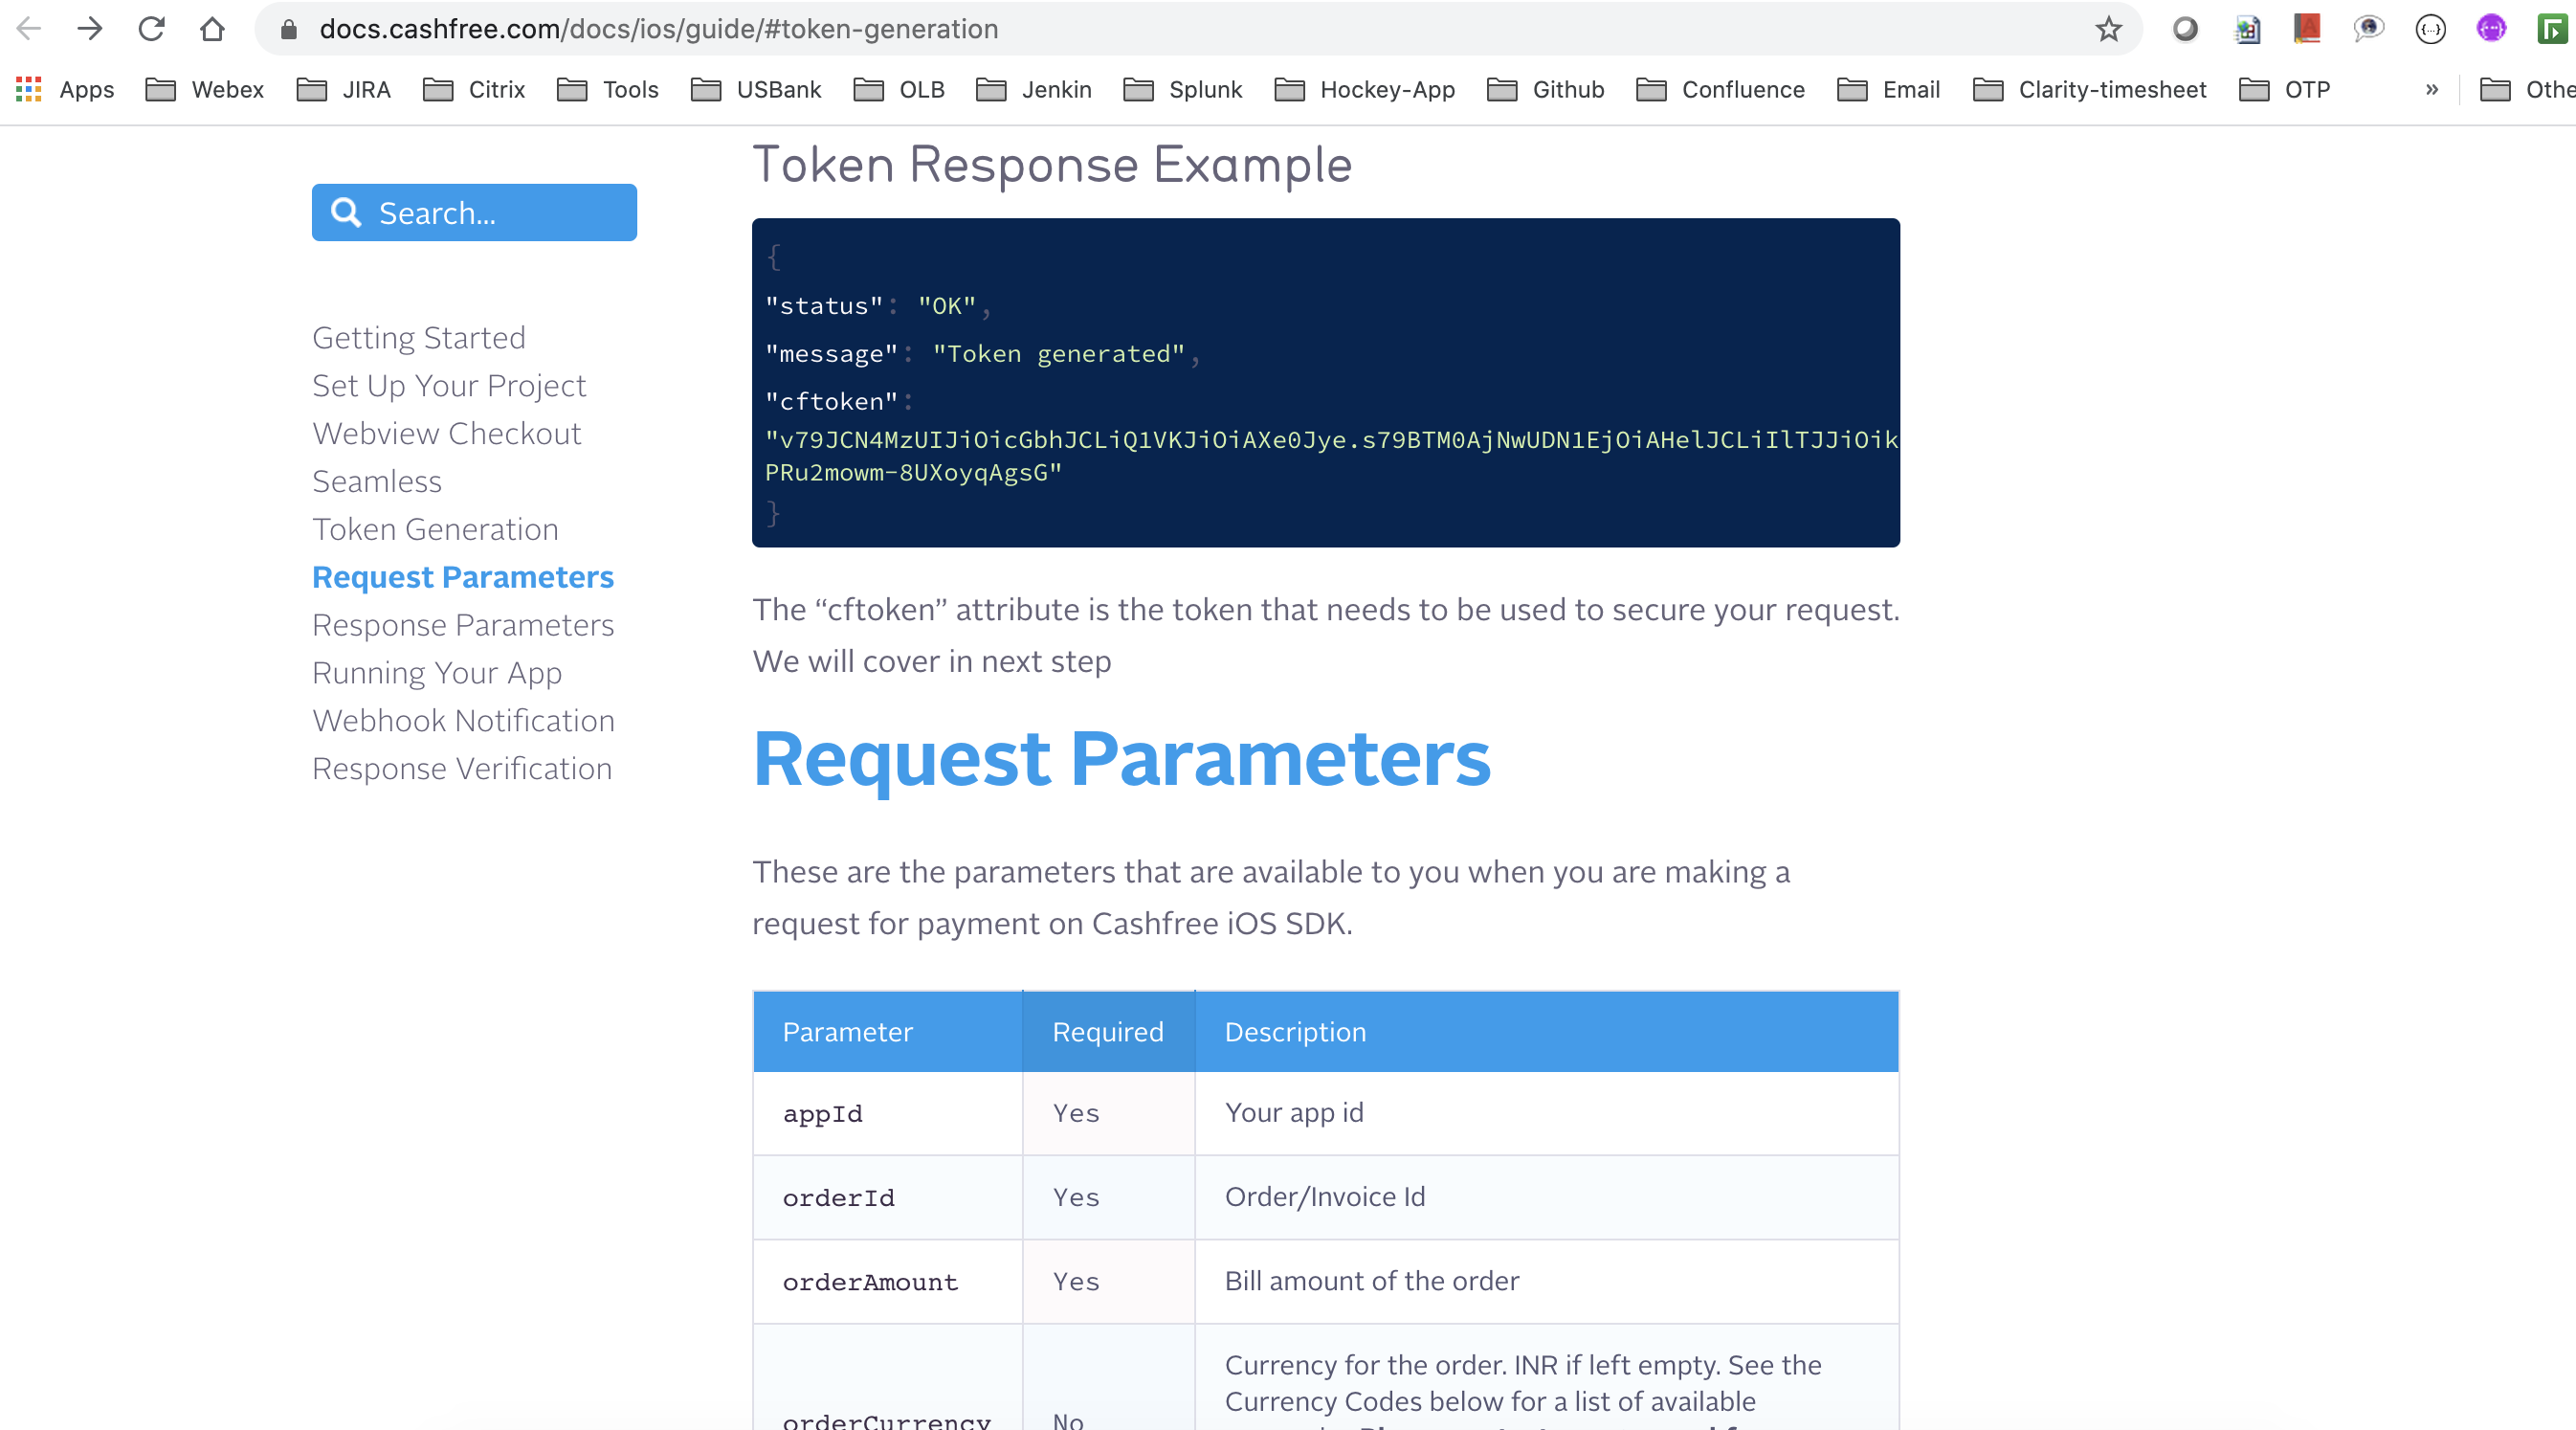 docs.cashfree.com/docs/ios/guide/#token-generation
Apps Webex JIRA Citrix Tools USBank OLB Jenkin Splunk Hockey-App Github Confluence Email Clarity-timesheet OTP » Othe
Search...
Getting Started
Set Up Your Project
Webview Checkout
Seamless
Token Generation
Request Parameters
Response Parameters
Running Your App
Webhook Notification
Response Verification
Token Response Example
{
"status": "OK",
"message": "Token generated",
"cftoken":
"v79JCN4MzUIJiOicGbhJCLiQ1VKJiOiAXe0Jye.s79BTM0AjNwUDN1EjOiAHelJCLiIlTJJiOik
PRu2mowm-8UXoyqAgsG"
}
The “cftoken” attribute is the token that needs to be used to secure your request.
We will cover in next step
Request Parameters
These are the parameters that are available to you when you are making a
request for payment on Cashfree iOS SDK.
Parameter Required Description
appId Yes Your app id
orderId Yes Order/Invoice Id
orderAmount Yes Bill amount of the order
Currency for the order. INR if left empty. See the
Currency Codes below for a list of available
orderCurrency No